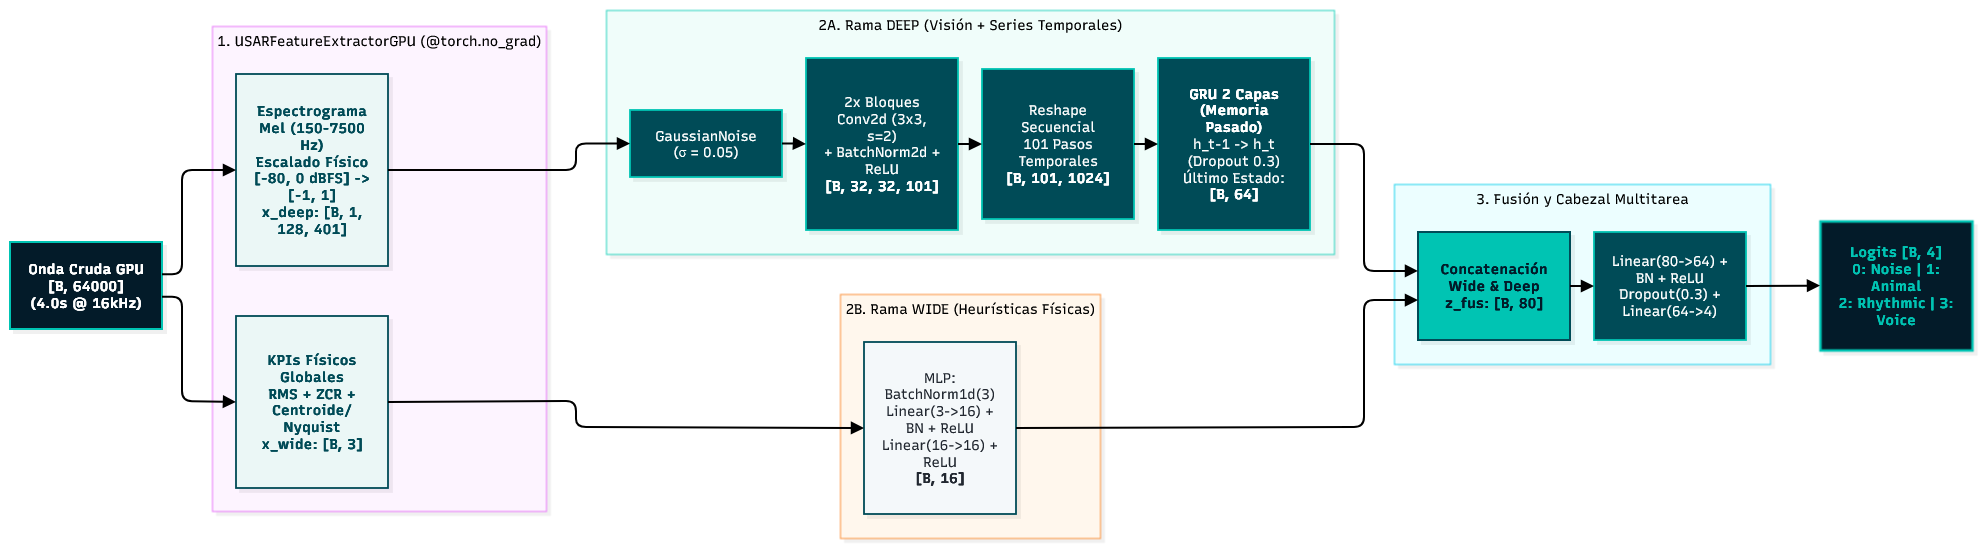 Onda Cruda GPU
[B, 64000]
(4.0s @ 16kHz)
1. USARFeatureExtractorGPU (@torch.no_grad)
Espectrograma
Mel (150-7500
Hz)
Escalado Físico
[-80, 0 dBFS] ->
[-1, 1]
x_deep: [B, 1,
128, 401]
KPIs Físicos
Globales
RMS + ZCR +
Centroide/
Nyquist
x_wide: [B, 3]
2A. Rama DEEP (Visión + Series Temporales)
GaussianNoise
(σ = 0.05)
2x Bloques
Conv2d (3x3,
s=2)
+ BatchNorm2d +
ReLU
[B, 32, 32, 101]
Reshape
Secuencial
101 Pasos
Temporales
[B, 101, 1024]
GRU 2 Capas
(Memoria
Pasado)
h_t-1 -> h_t
(Dropout 0.3)
Último Estado:
[B, 64]
2B. Rama WIDE (Heurísticas Físicas)
MLP:
BatchNorm1d(3)
Linear(3->16) +
BN + ReLU
Linear(16->16) +
ReLU
[B, 16]
3. Fusión y Cabezal Multitarea
Concatenación
Wide & Deep
z_fus: [B, 80]
Linear(80->64) +
BN + ReLU
Dropout(0.3) +
Linear(64->4)
Logits [B, 4]
0: Noise | 1:
Animal
2: Rhythmic | 3:
Voice